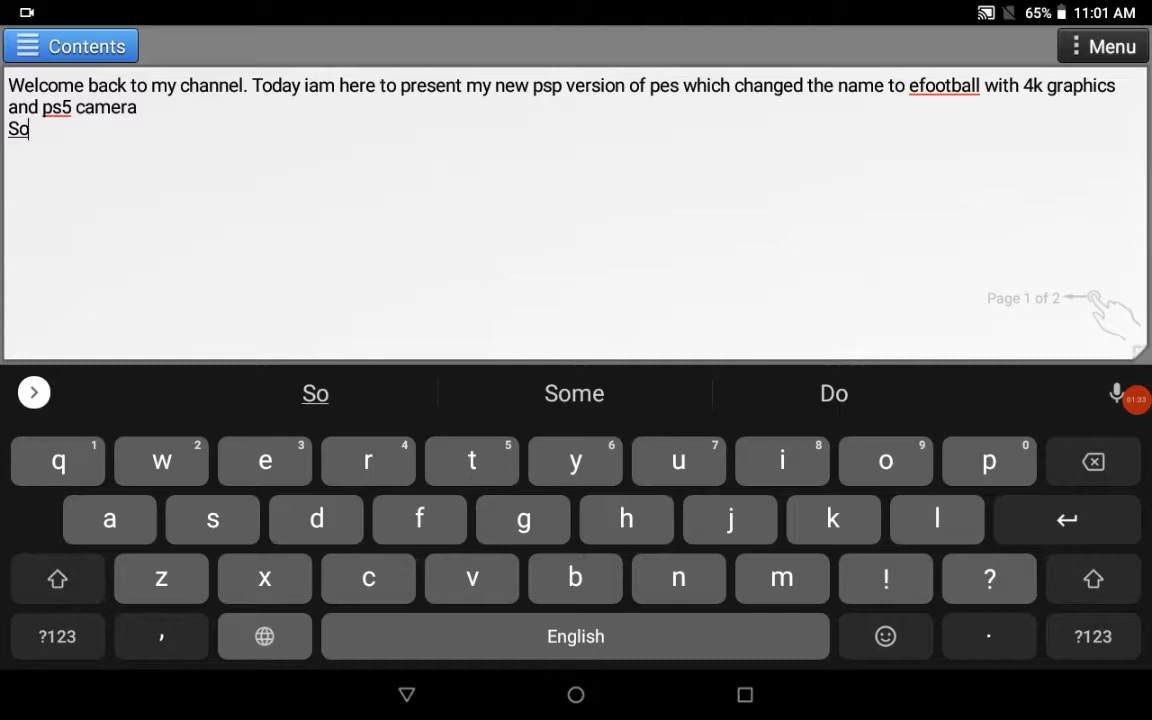 65% 11:01 AM
Contents
Menu
Welcome back to my channel. Today iam here to present my new psp version of pes which changed the name to efootball with 4k graphics
and ps5 camera
So
Page 1 of 2
So Some Do
01:33
1 2 3 4 5 6 7 8 9 0
q w e r t y u i o p
a s d f g h j k l
z x c v b n m ! ?
?123 , English . ?123